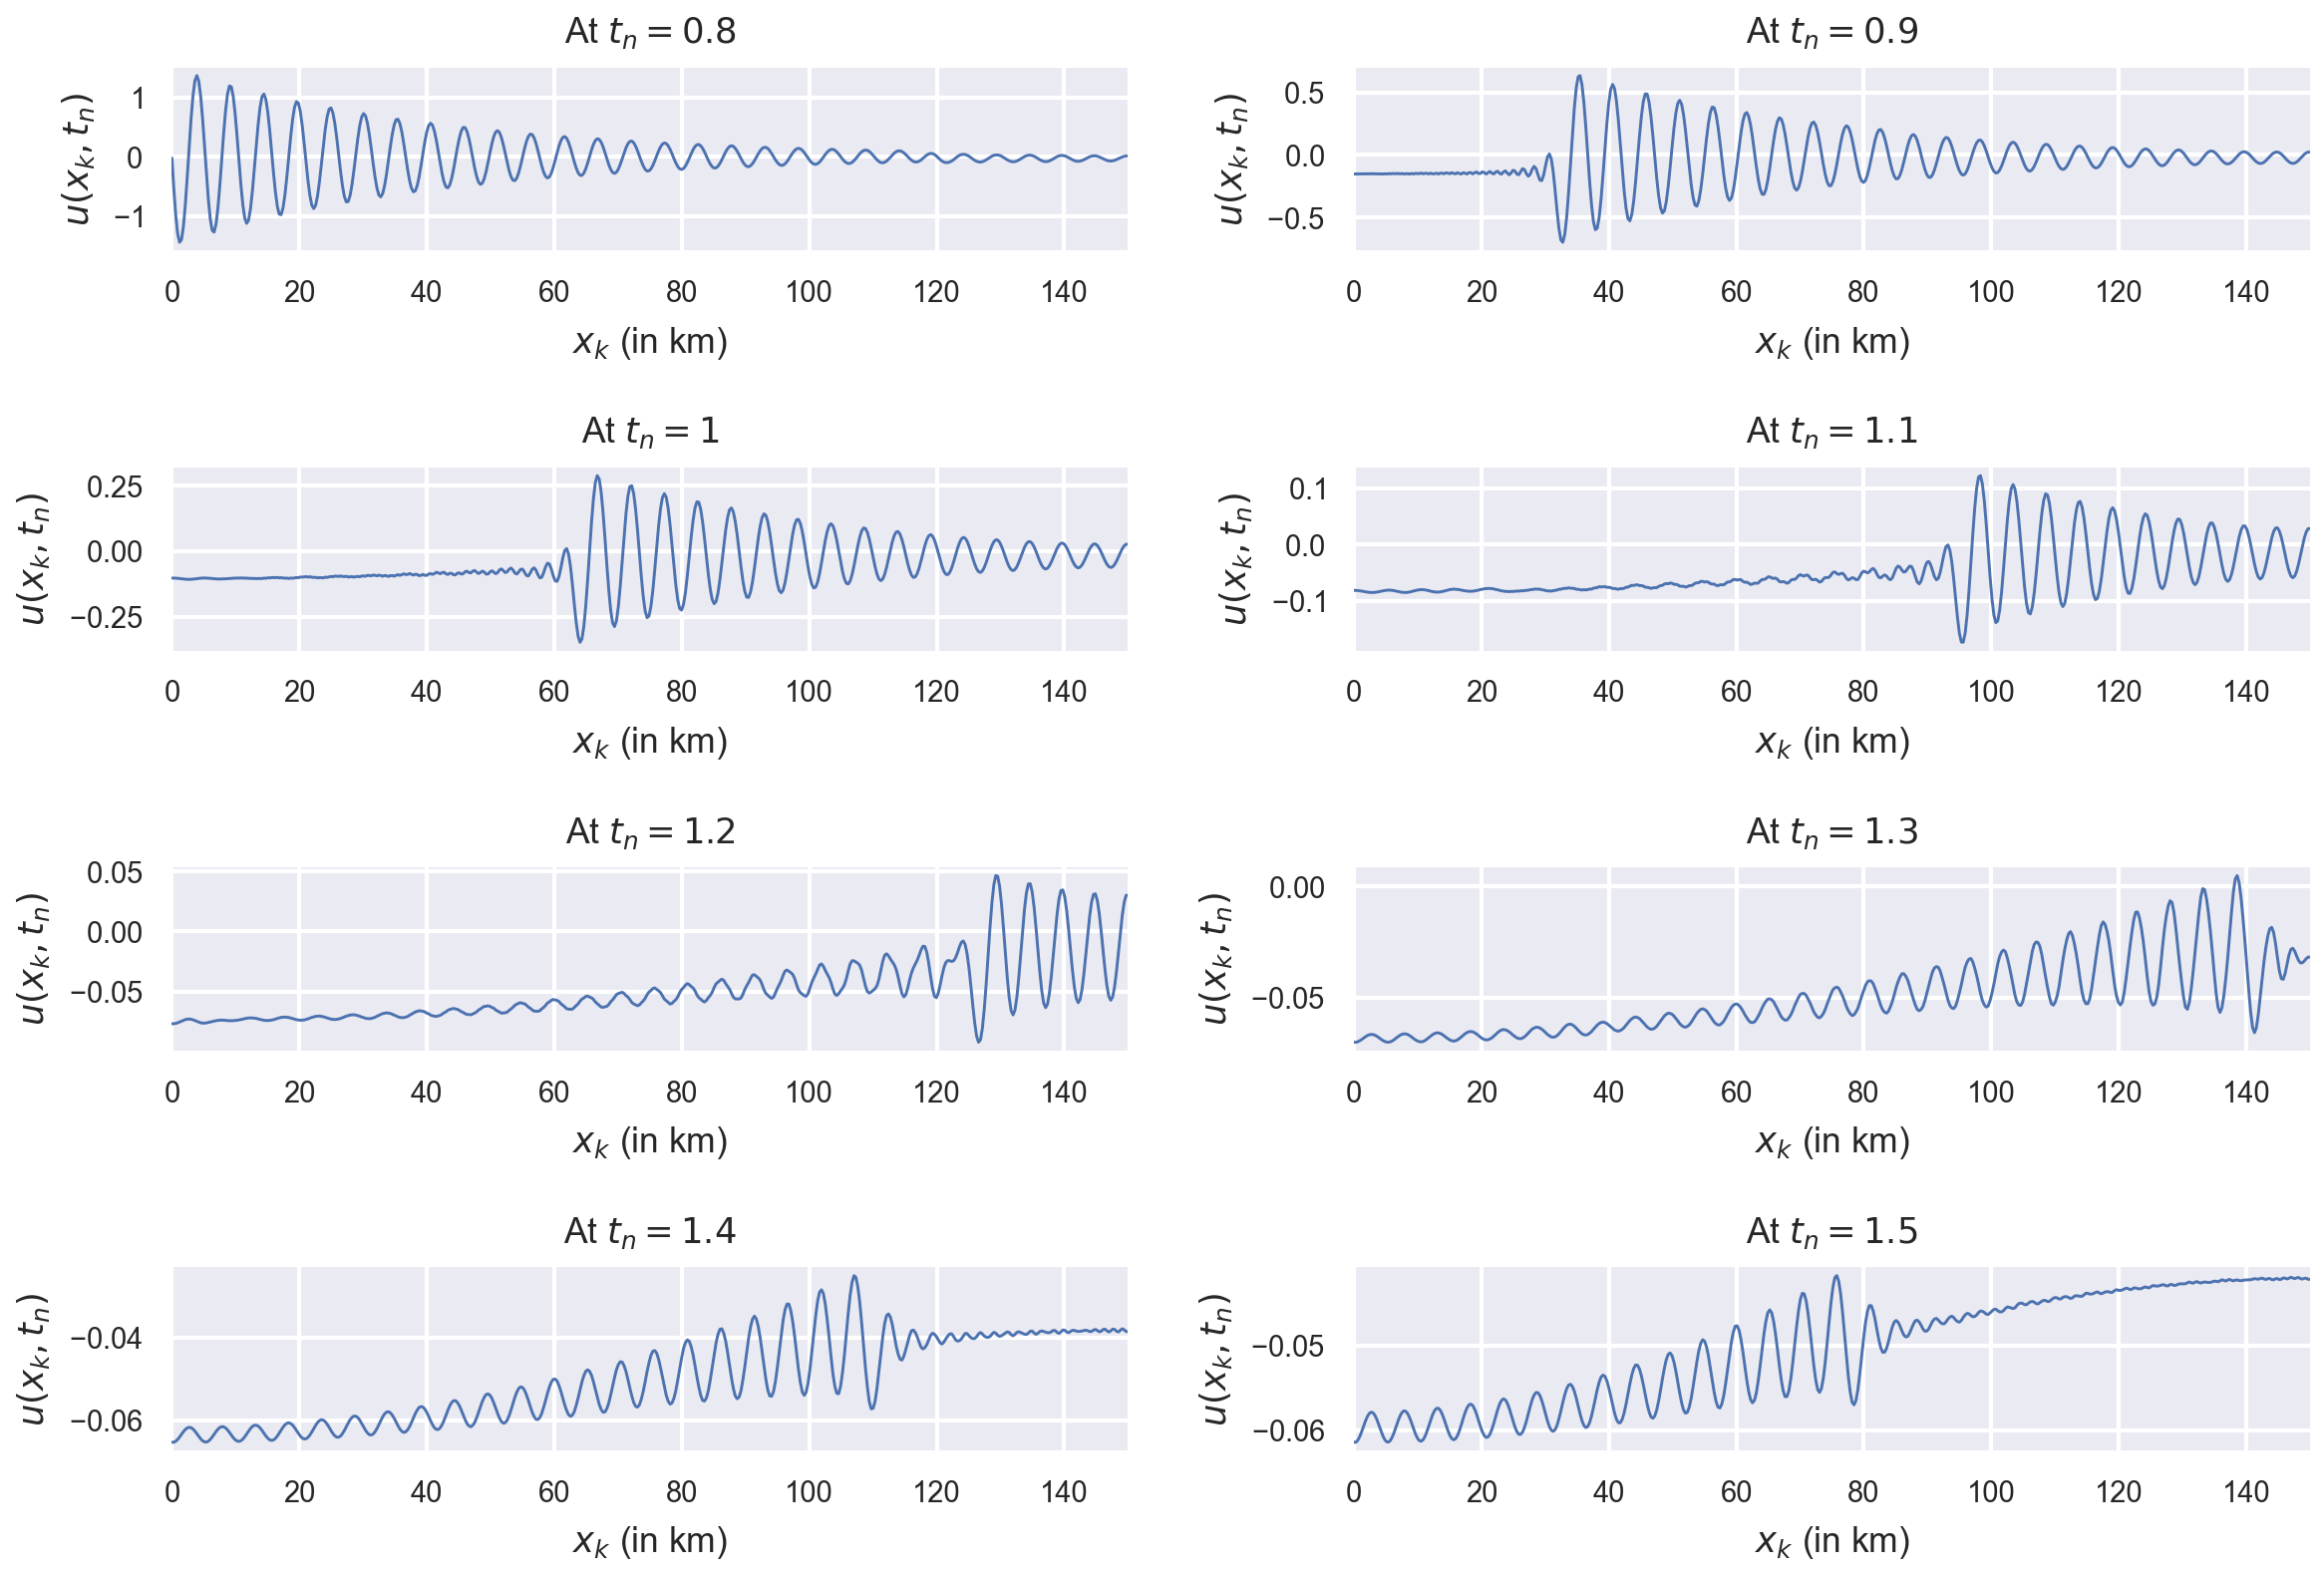 At $t_n = 0.8$
u(x_k, t_n)
1
0
−1
0 20 40 60 80 100 120 140
x_k (in km)
At t_n = 0.9
u(x_k, t_n)
0.5
0.0
−0.5
0 20 40 60 80 100 120 140
x_k (in km)
At t_n = 1
u(x_k, t_n)
0.25
0.00
−0.25
0 20 40 60 80 100 120 140
x_k (in km)
At t_n = 1.1
u(x_k, t_n)
0.1
0.0
−0.1
0 20 40 60 80 100 120 140
x_k (in km)
At t_n = 1.2
u(x_k, t_n)
0.05
0.00
−0.05
0 20 40 60 80 100 120 140
x_k (in km)
At t_n = 1.3
u(x_k, t_n)
0.00
−0.05
0 20 40 60 80 100 120 140
x_k (in km)
At t_n = 1.4
u(x_k, t_n)
−0.04
−0.06
0 20 40 60 80 100 120 140
x_k (in km)
At t_n = 1.5
u(x_k, t_n)
−0.05
−0.06
0 20 40 60 80 100 120 140
x_k (in km)